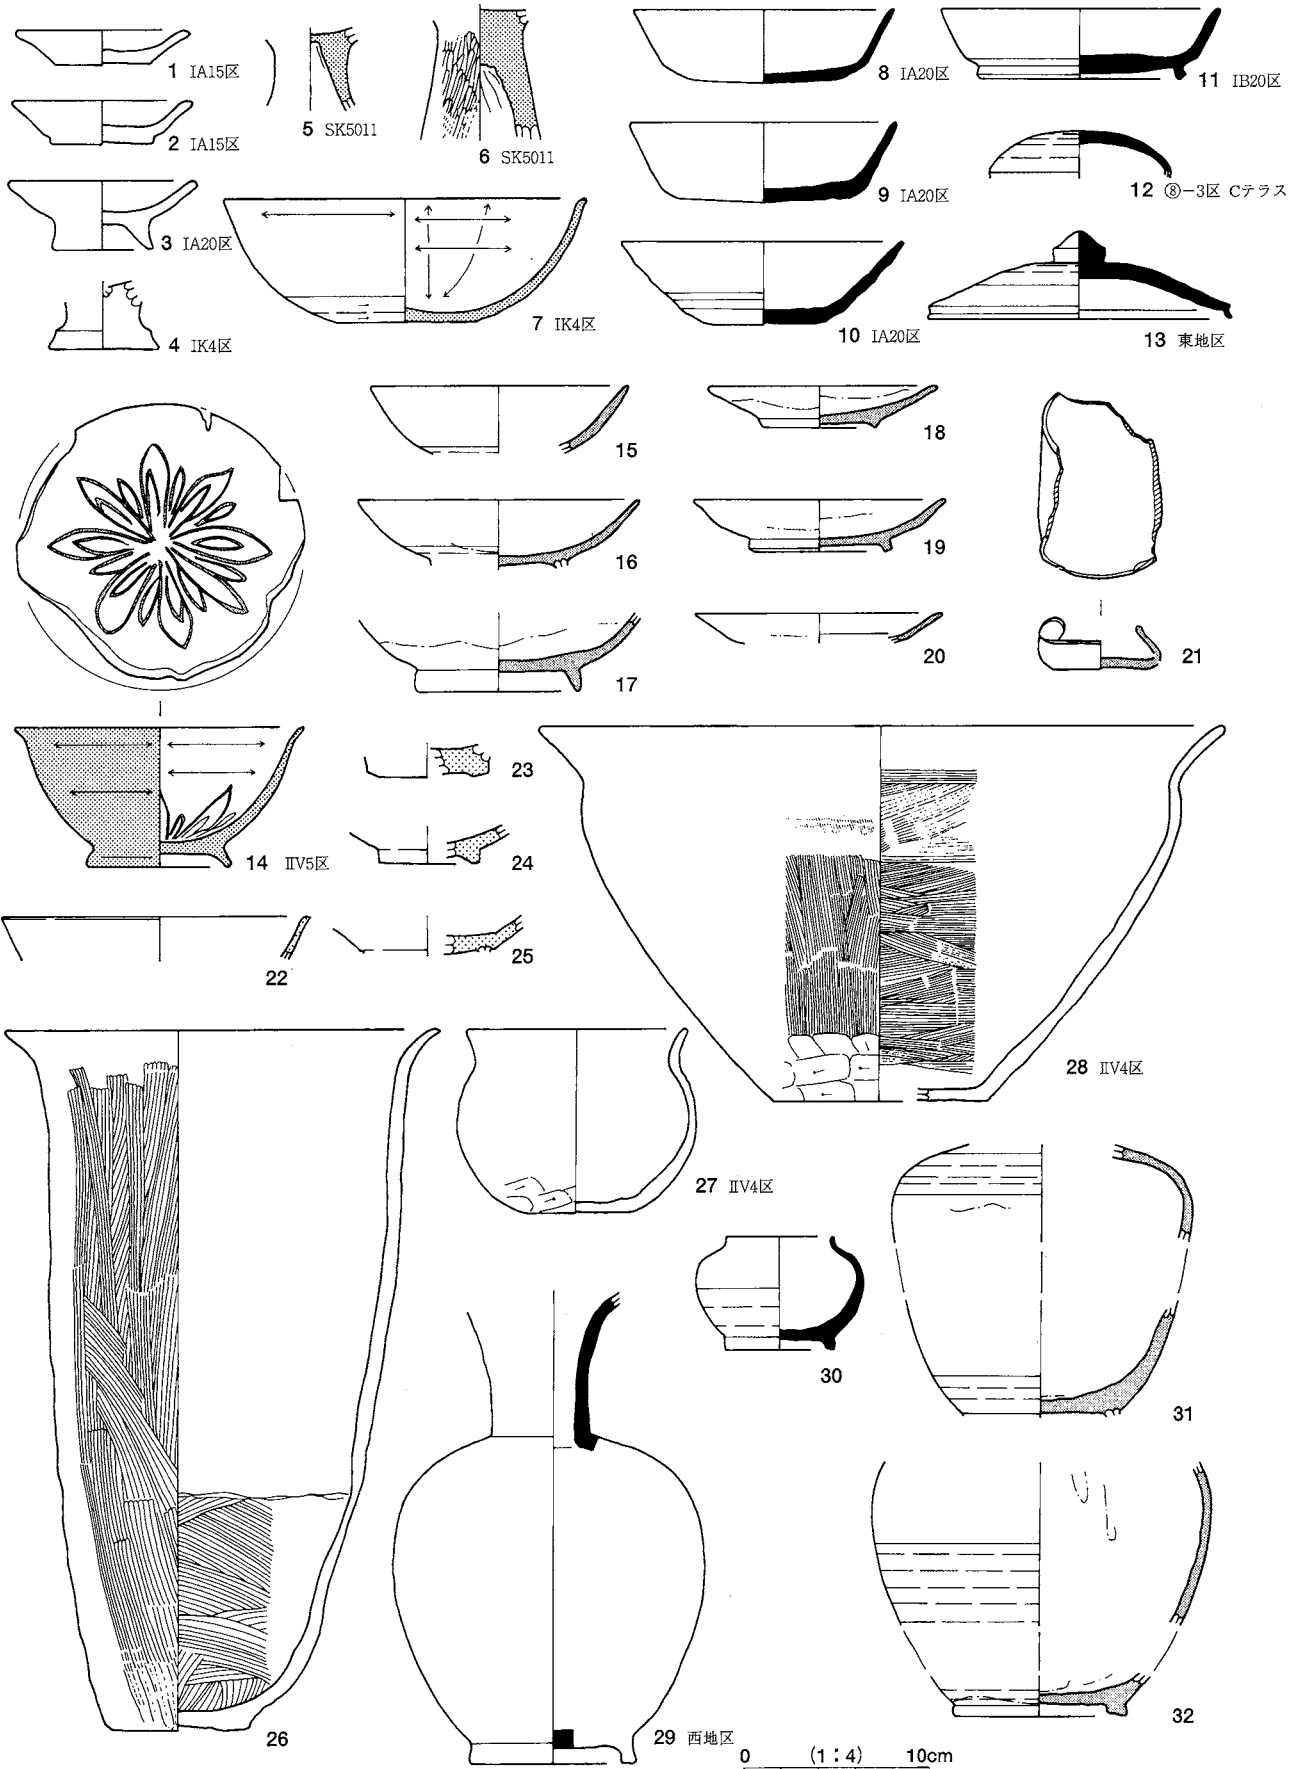 1 IA15区
2 IA15区
3 IA20区
4 IK4区
5 SK5011
6 SK5011
7 IK4区
8 IA20区
9 IA20区
10 IA20区
11 IB20区
12 ⑧-3区 Cテラス
13 東地区
14 ⅡV5区
15
16
17
18
19
20
21
22
23
24
25
26
27 ⅡV4区
28 ⅡV4区
29 西地区
30
31
32
0 (1:4) 10cm